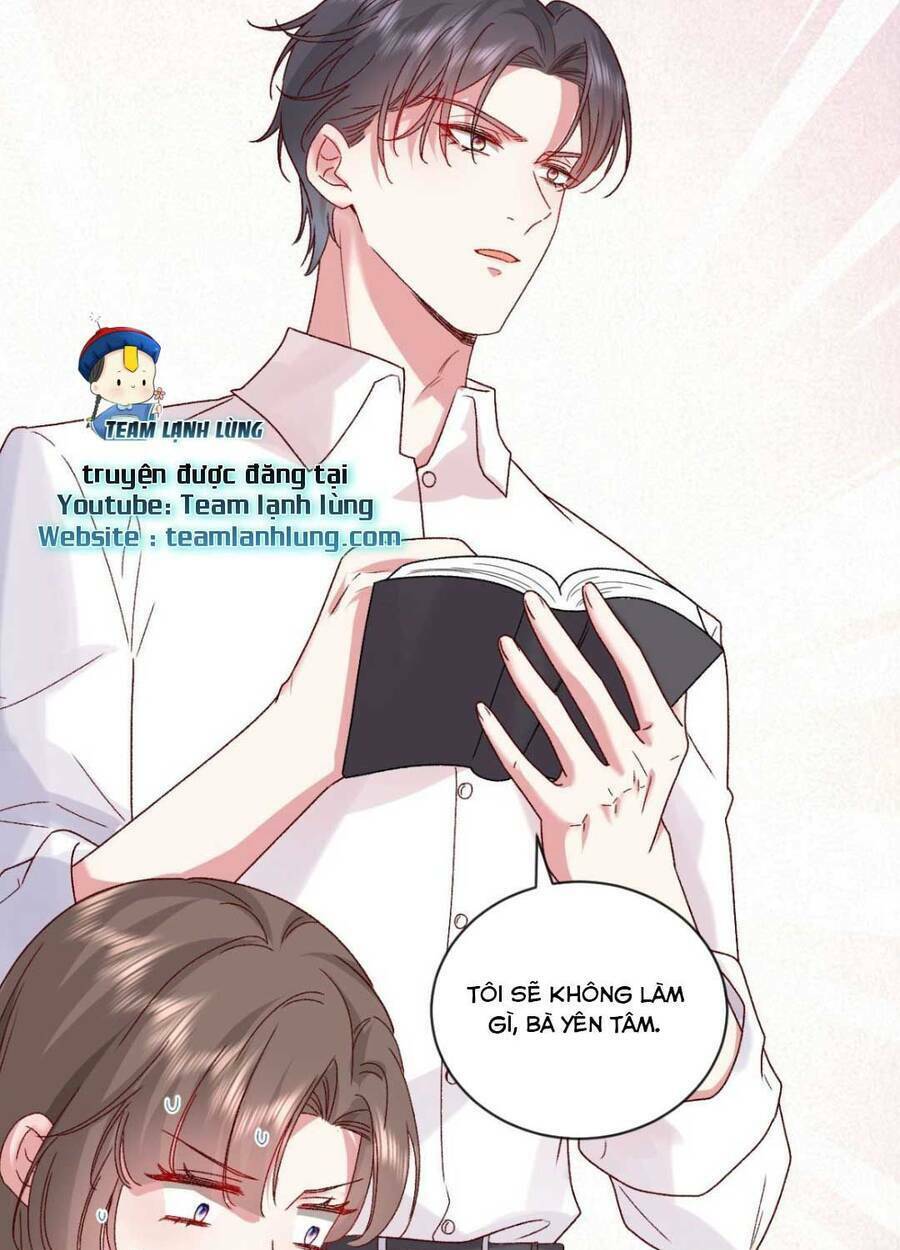 TEAM LẠNH LÙNG
truyện được đăng tại
Youtube: Team lạnh lùng
Website : teamlanhlung.com
TÔI SẼ KHÔNG LÀM
GÌ, BÀ YÊN TÂM.